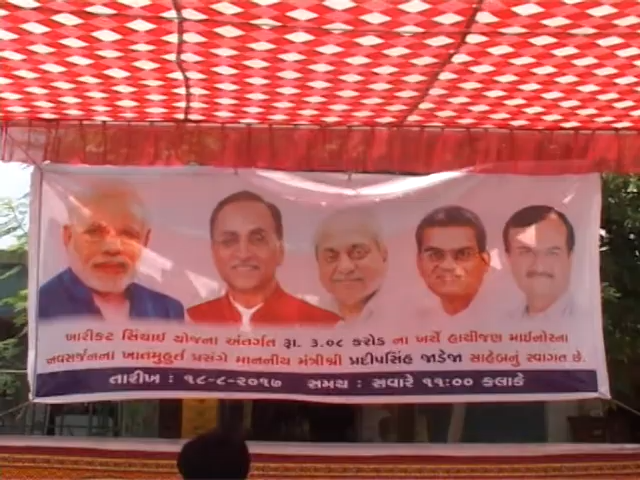 ખારીકટ સિંચાઈ યોજના અંતર્ગત રૂા. ૩.૦૮ કરોડ ના ખર્ચે હાથીજણ માઈનોરના
નવસર્જનના ખાતમુહુર્ત પ્રસંગે માનનીય મંત્રીશ્રી પ્રદીપસિંહ જાડેજા સાહેબનું સ્વાગત છે.
તારીખ : ૧૮-૮-૨૦૧૭ સમય : સવારે ૧૧:૦૦ કલાકે